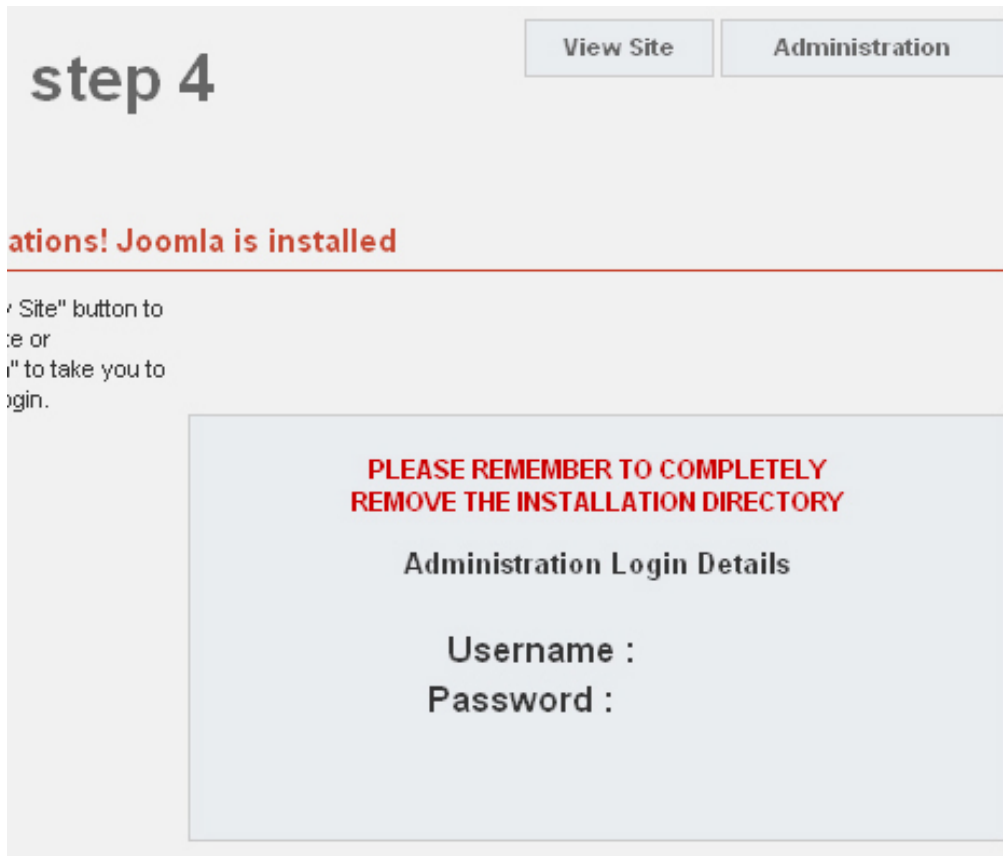 View Site Administration
step 4
ations! Joomla is installed
Site" button to
or
" to take you to
ogin.
PLEASE REMEMBER TO COMPLETELY
REMOVE THE INSTALLATION DIRECTORY
Administration Login Details
Username :
Password :